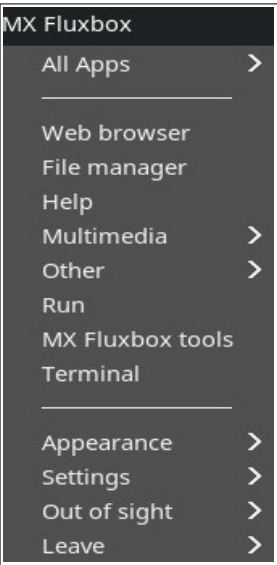 MX Fluxbox
All Apps
Web browser
File manager
Help
Multimedia
Other
Run
MX Fluxbox tools
Terminal
Appearance
Settings
Out of sight
Leave